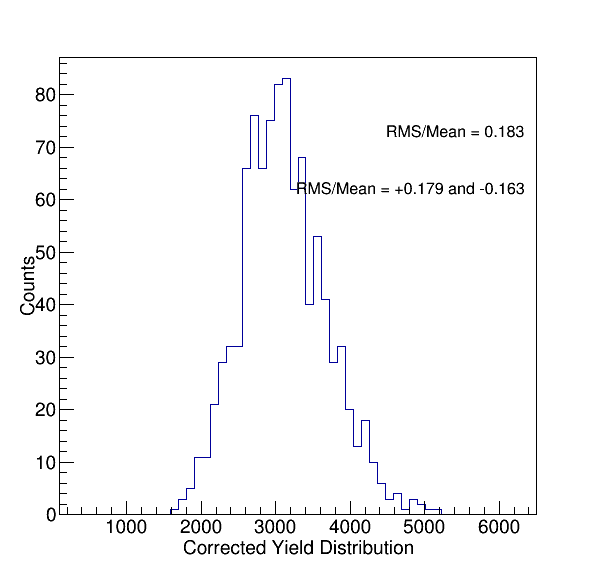 80
70
60
50
40
30
20
10
0
Counts
RMS/Mean = 0.183
RMS/Mean = +0.179 and -0.163
1000 2000 3000 4000 5000 6000
Corrected Yield Distribution